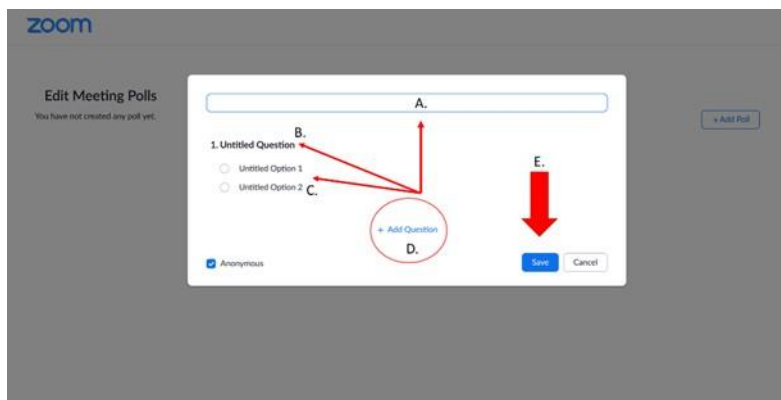 zoom
Edit Meeting Polls
You have not created any poll yet.
+ Add Poll
A.
B.
1. Untitled Question
Untitled Option 1
Untitled Option 2
C.
E.
+ Add Question
D.
Anonymous
Save
Cancel